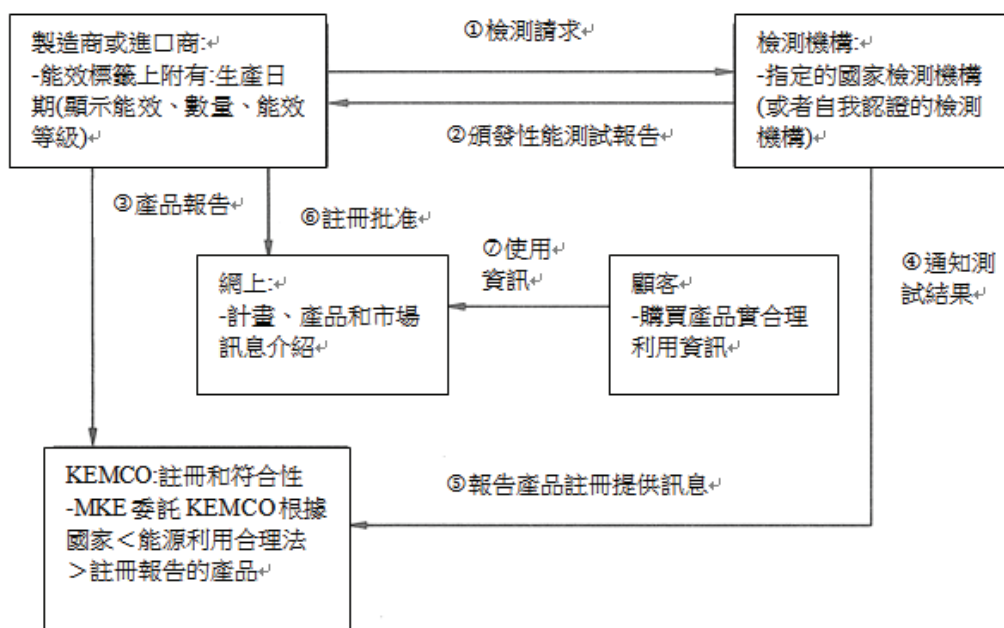 製造商或進口商:
-能效標籤上附有:生產日
期(顯示能效、數量、能效
等級)
①檢測請求
②頒發性能測試報告
檢測機構:
-指定的國家檢測機構
(或者自我認證的檢測
機構)
③產品報告
⑥註冊批准
⑦使用
資訊
④通知測
試結果
網上:
-計畫、產品和市場
訊息介紹
顧客
-購買產品實合理
利用資訊
KEMCO:註冊和符合性
-MKE 委託 KEMCO 根據
國家＜能源利用合理法
＞註冊報告的產品
⑤報告產品註冊提供訊息